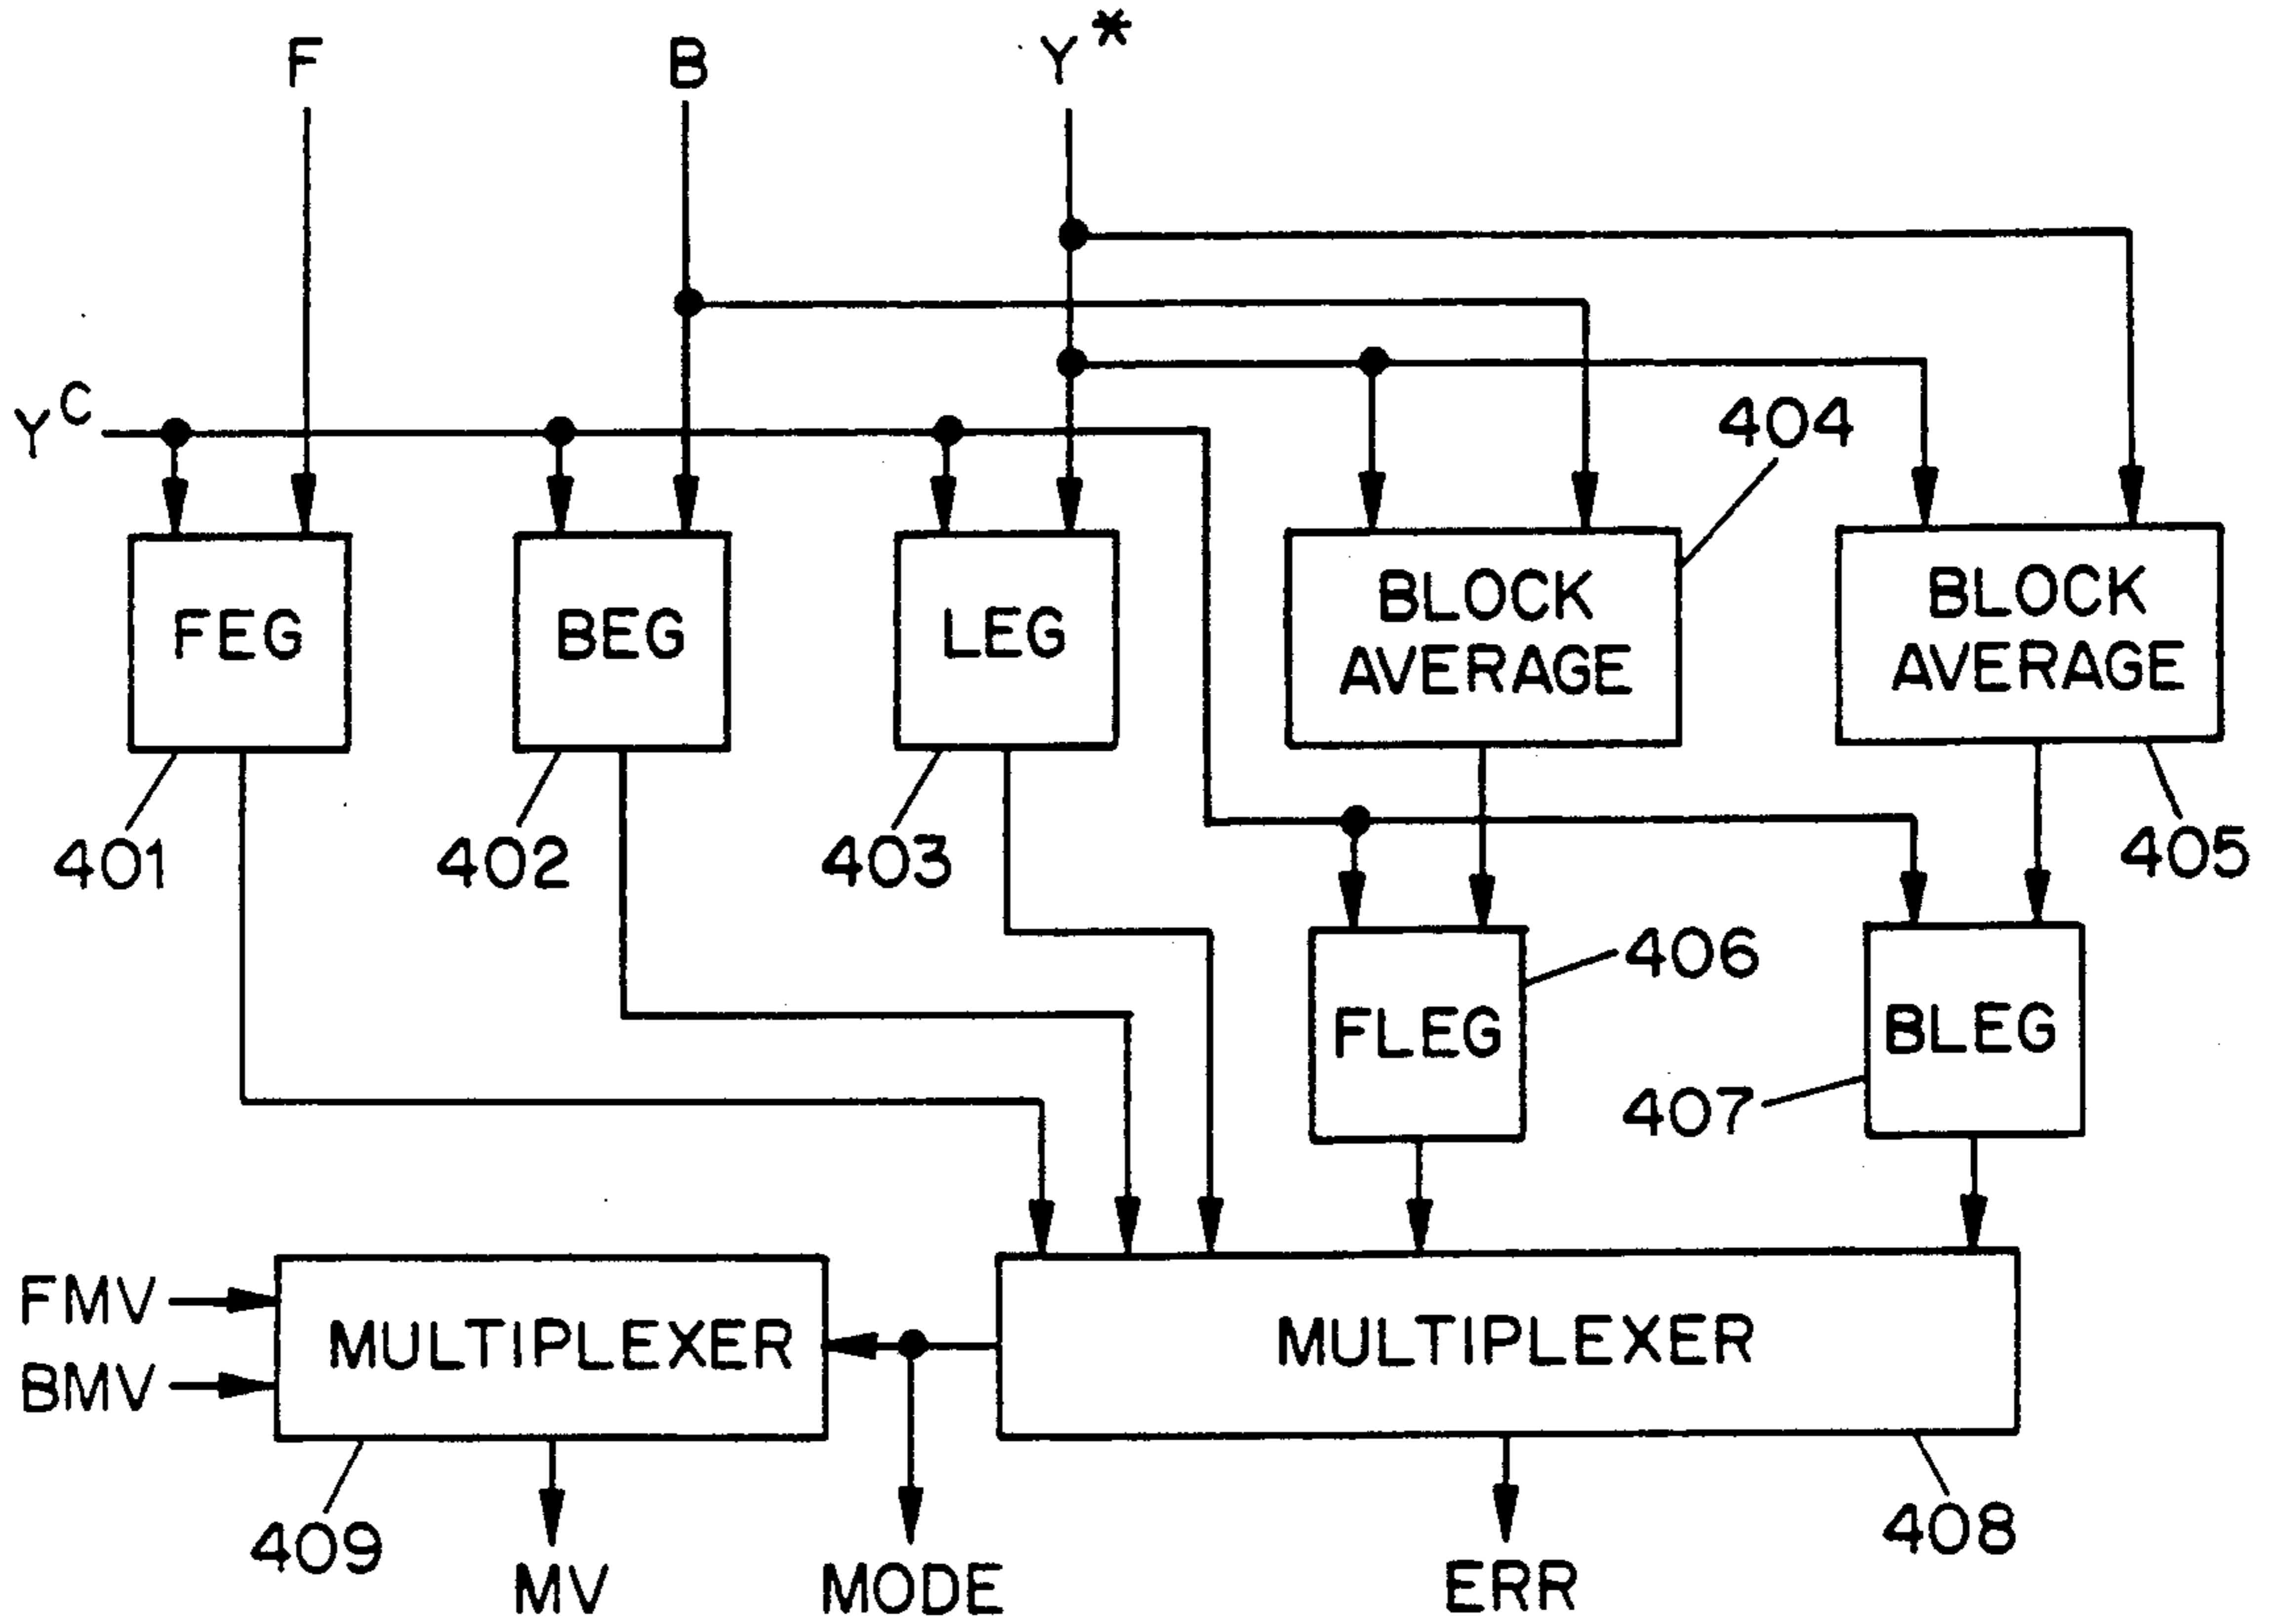 F
B
Y*
Y^C
404
FEG
BEG
LEG
BLOCK
AVERAGE
BLOCK
AVERAGE
401
402
403
405
406
FLEG
BLEG
407
FMV
BMV
MULTIPLEXER
MULTIPLEXER
409
408
MV
MODE
ERR